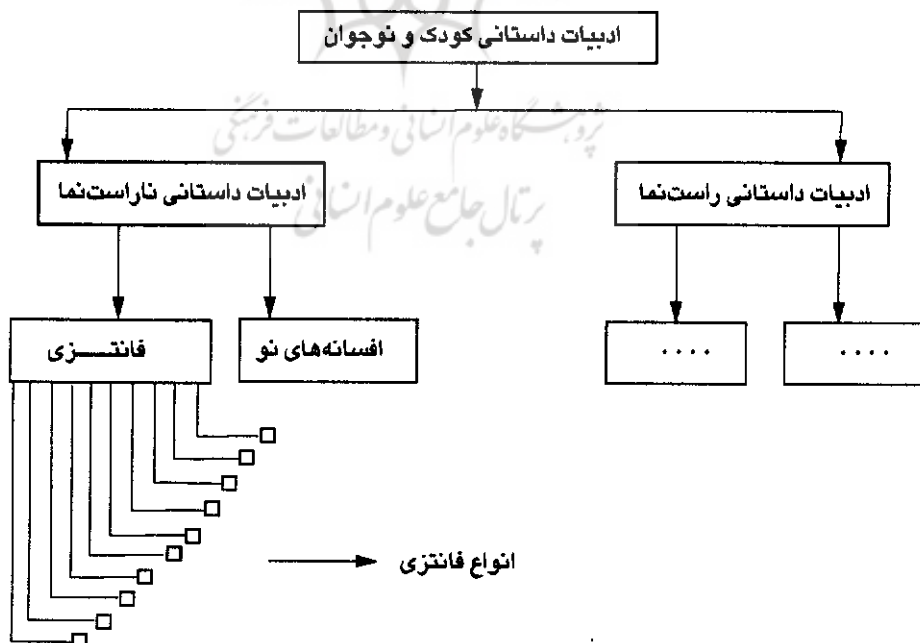 ادبیات داستانی کودک و نوجوان
پژوهشگاه علوم انسانی و مطالعات فرهنگی
ادبیات داستانی راست‌نما
ادبیات داستانی ناراست‌نما
پرتال جامع علوم انسانی
....
....
افسانه‌های نو
فانتـــزی
انواع فانتزی